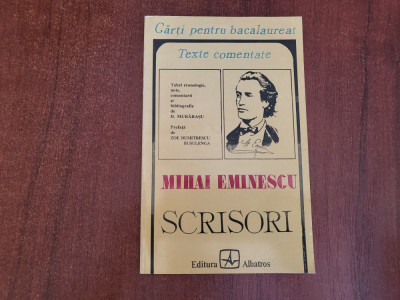 Cărți pentru bacalaureat
Texte comentate
Tabel cronologic,
note,
comentarii
și
bibliografie
de
D. MURĂRAȘU
Prefață
de
ZOE DUMITRESCU
BUȘULENGA
MIHAI EMINESCU
SCRISORI
Editura Albatros